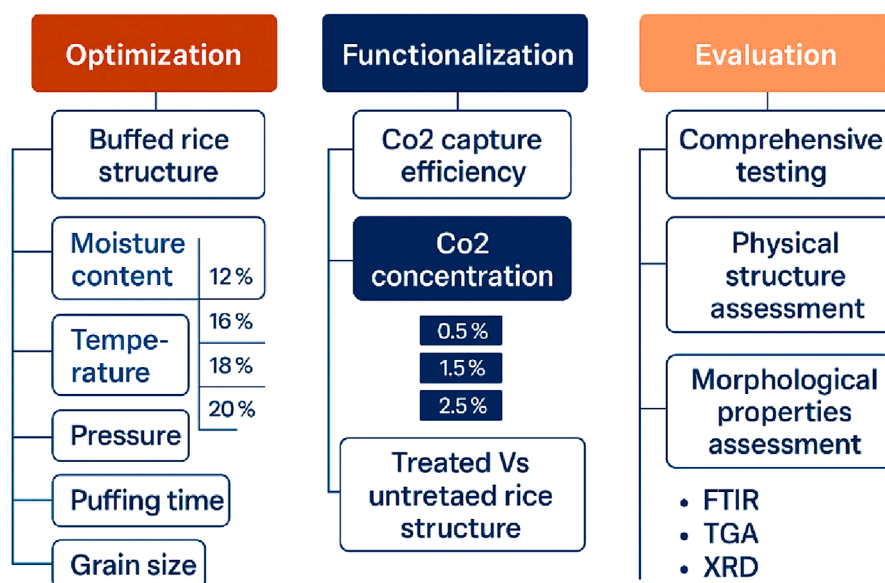 Optimization
Buffed rice
structure
Moisture
content
12%
16%
18%
20%
Tempe-
rature
Pressure
Puffing time
Grain size
Functionalization
Co2 capture
efficiency
Co2
concentration
0.5%
1.5%
2.5%
Treated Vs
untretaed rice
structure
Evaluation
Comprehensive
testing
Physical
structure
assessment
Morphological
properties
assessment
• FTIR
• TGA
• XRD